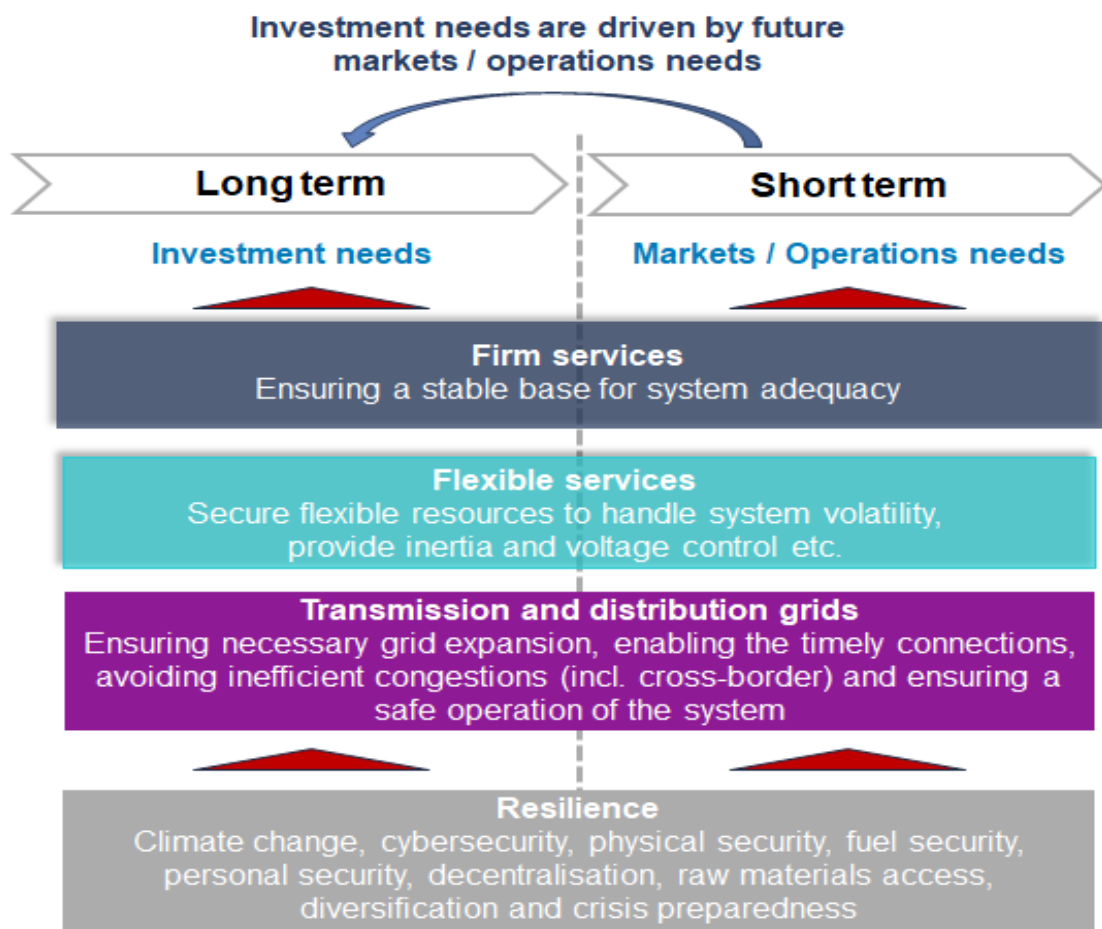 Investment needs are driven by future
markets / operations needs
Long term
Short term
Investment needs
Markets / Operations needs
Firm services
Ensuring a stable base for system adequacy
Flexible services
Secure flexible resources to handle system volatility,
provide inertia and voltage control etc.
Transmission and distribution grids
Ensuring necessary grid expansion, enabling the timely connections,
avoiding inefficient congestions (incl. cross-border) and ensuring a
safe operation of the system
Resilience
Climate change, cybersecurity, physical security, fuel security,
personal security, decentralisation, raw materials access,
diversification and crisis preparedness